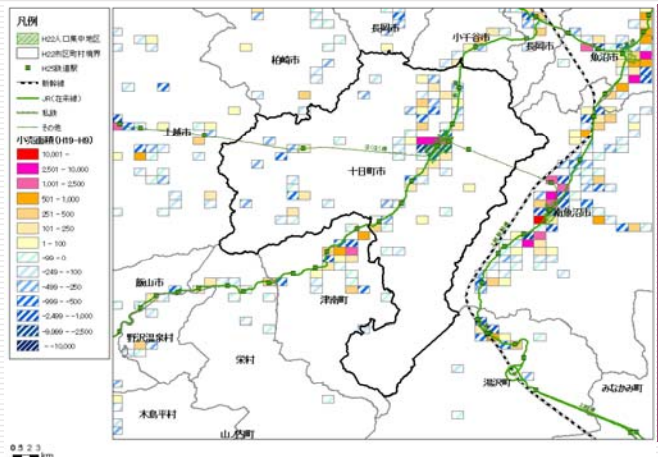 凡例
H22人口集中地区
H22市区町村境界
H25鉄道駅
新幹線
JR(在来線)
私鉄
その他
小売面積(H19-H9)
10,001 -
2,501 - 10,000
1,001 - 2,500
501 - 1,000
251 - 500
101 - 250
1 - 100
-99 - 0
-249 - -100
-499 - -250
-999 - -500
-2,499 - -1,000
-9,999 - -2,500
- -10,000
長岡市
小千谷市
長岡市
魚沼市
柏崎市
上越市
十日町市
南魚沼市
飯山市
津南町
野沢温泉村
栄村
湯沢町
みなかみ町
木島平村
山ノ内町
km